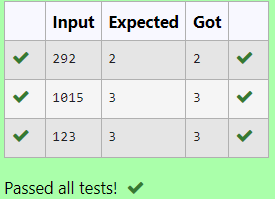 Input Expected Got
292 2 2
1015 3 3
123 3 3
Passed all tests!